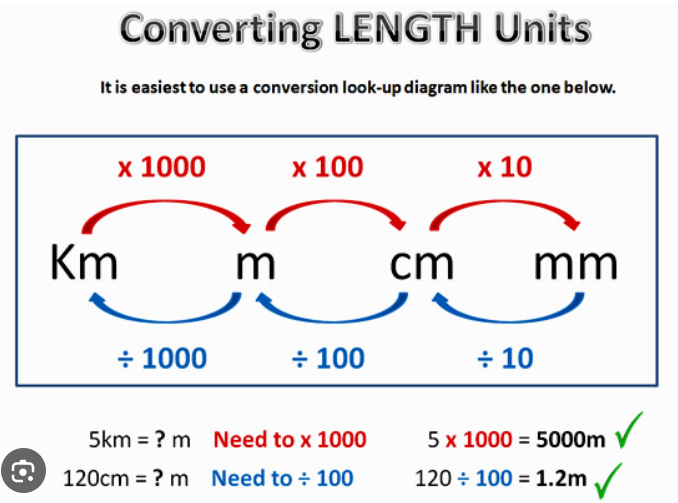 Converting LENGTH Units
It is easiest to use a conversion look-up diagram like the one below.
x 1000 x 100 x 10
Km m cm mm
÷ 1000 ÷ 100 ÷ 10
5km = ? m Need to x 1000 5 x 1000 = 5000m ✓
120cm = ? m Need to ÷ 100 120 ÷ 100 = 1.2m ✓